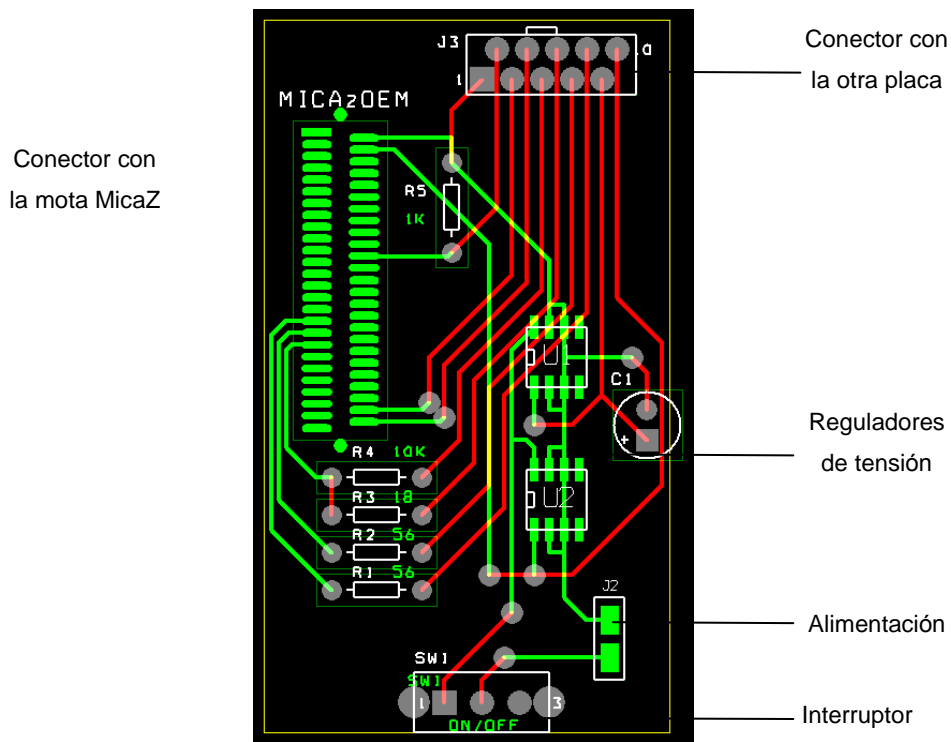 Conector con
la otra placa
J3
a
1
MICAzOEM
Conector con
la mota MicaZ
R5
1K
U1
C1
+
Reguladores
de tensión
R4 10K
R3 18
U2
R2 56
R1 56
J2
Alimentación
SW1
SW1
1
3
ON/OFF
Interruptor